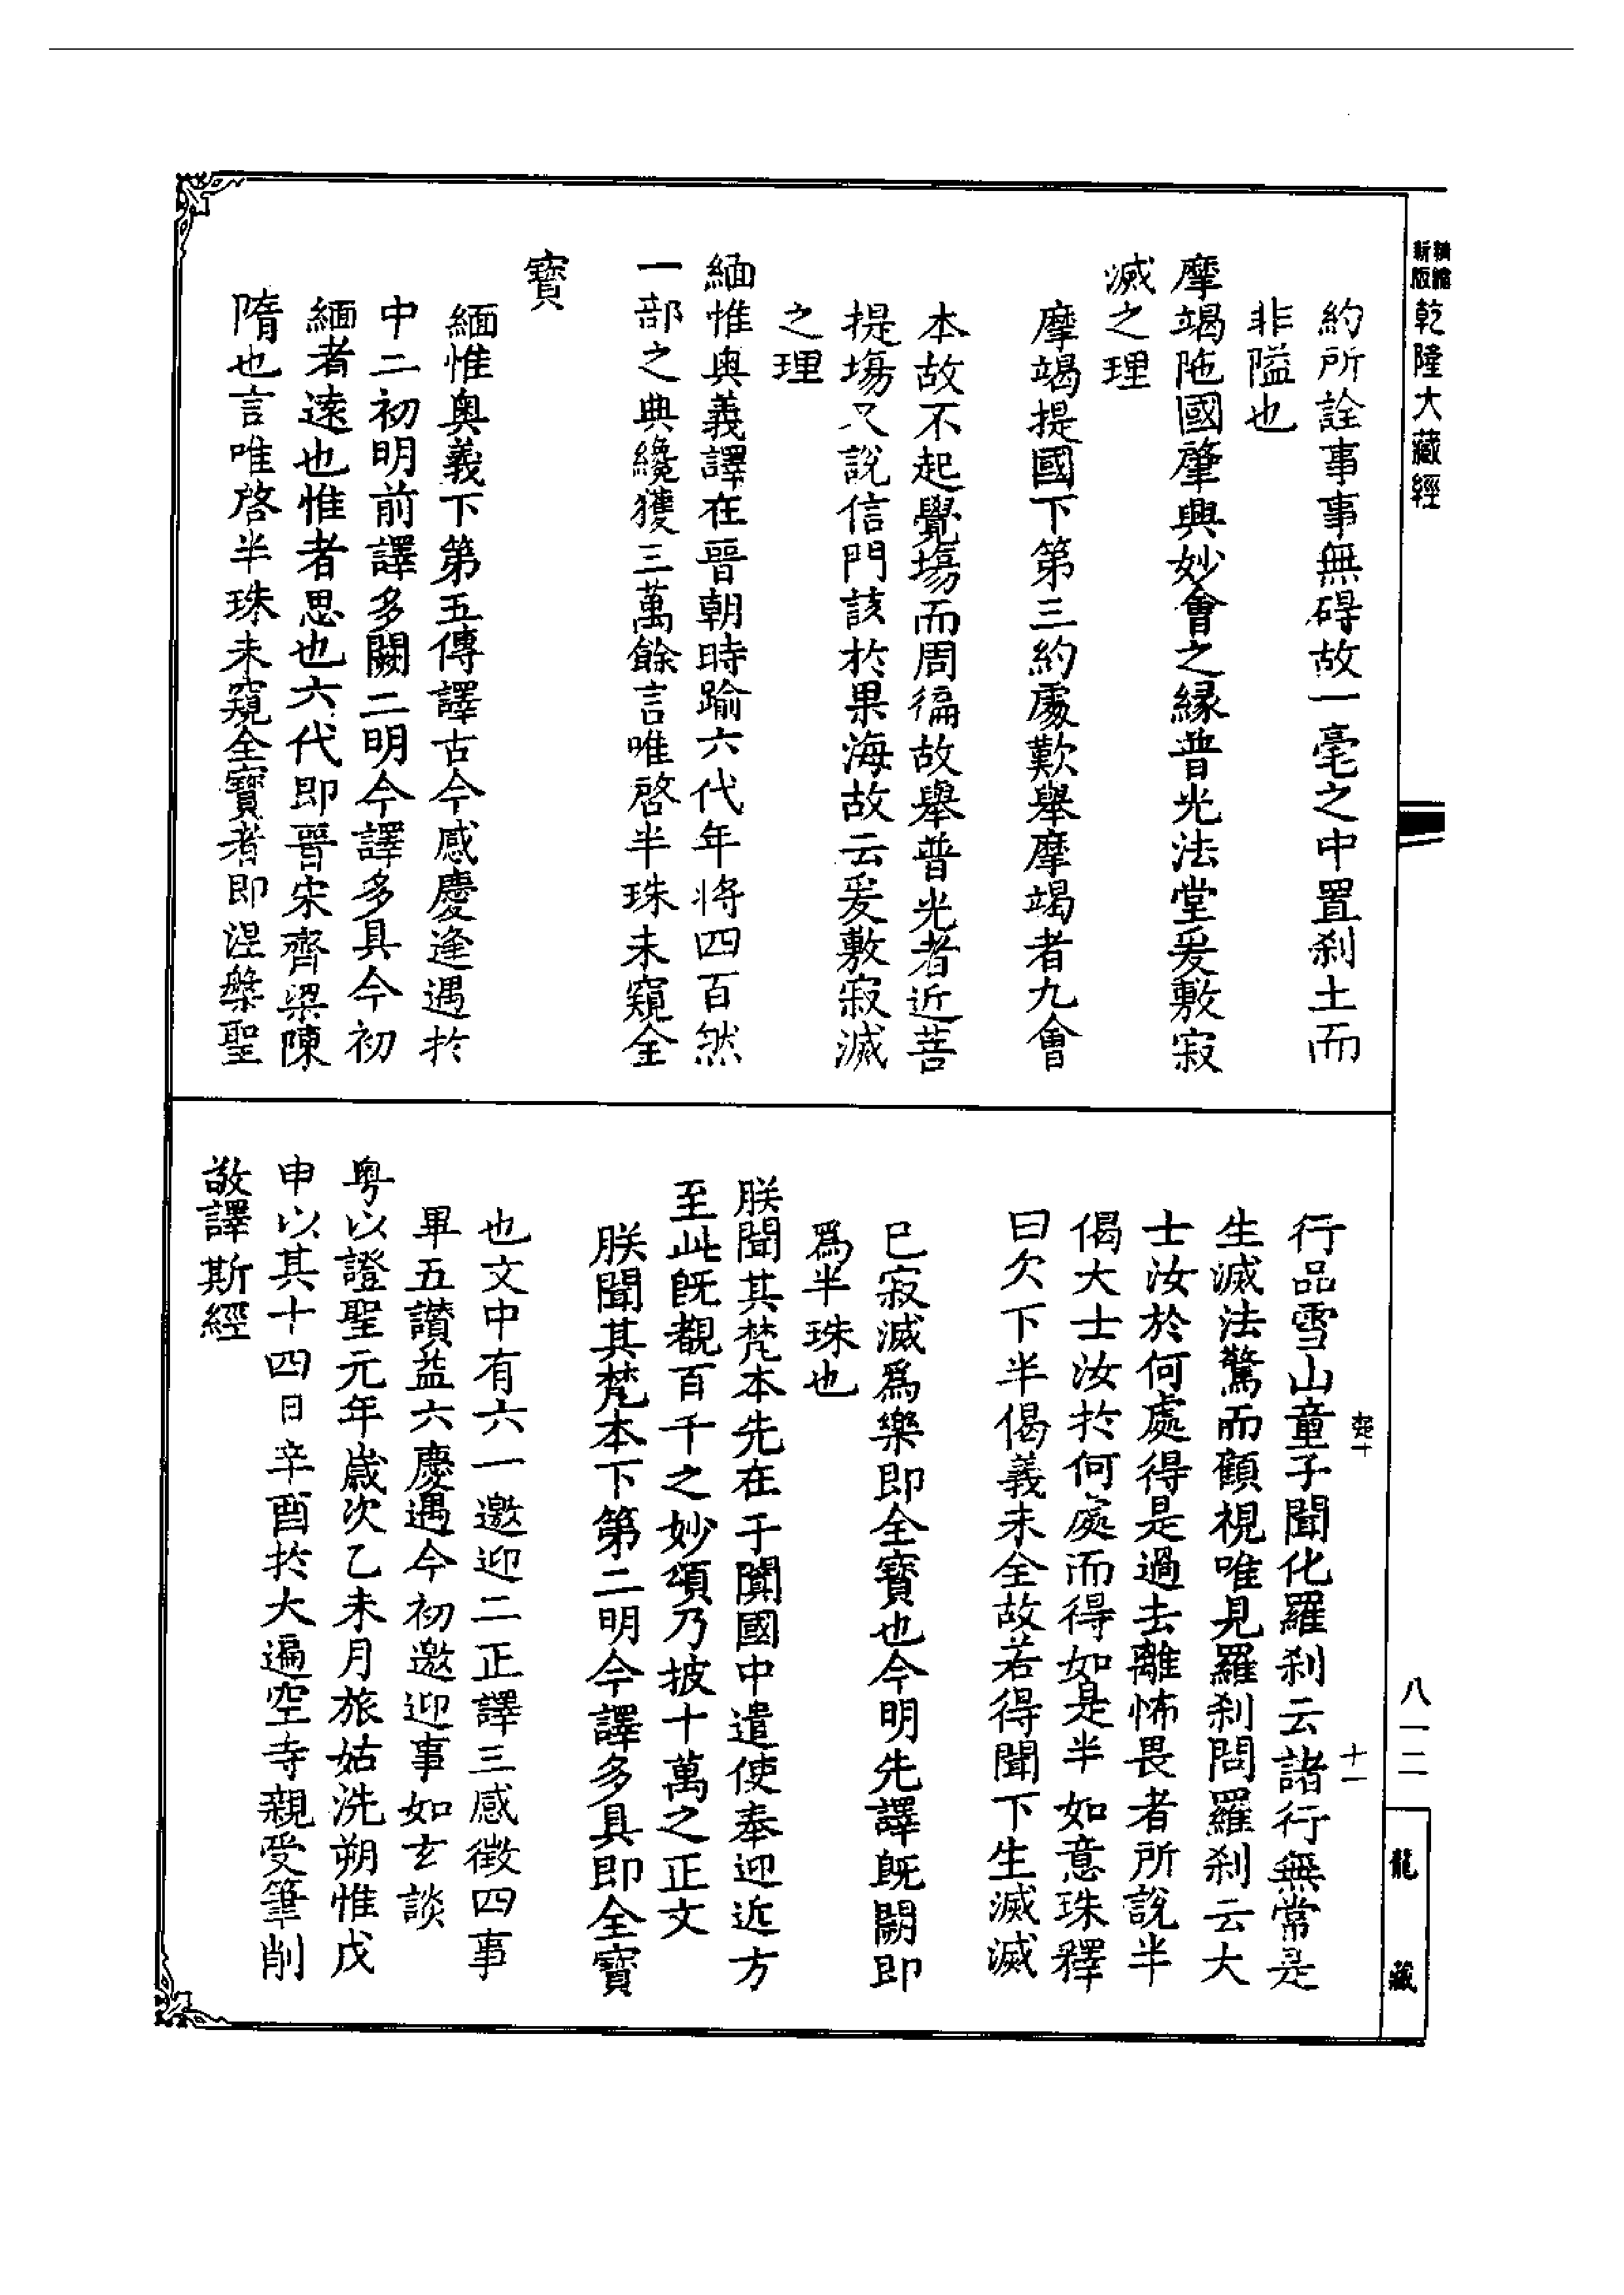 精縮新版乾隆大藏經
約所詮事事無碍故一毫之中置刹土而
非隘也
摩竭陁國肇興妙會之縁普光法堂爰敷寂
滅之理
摩竭提國下第三約處歎舉摩竭者九會
本故不起覺場而周徧故舉普光者近菩
提塲又說信門該於果海故云爰敷寂滅
之理
緬惟奥義譯在晉朝時踰六代年將四百然
一部之典纔獲三萬餘言唯啓半珠未窺全
寶
緬惟奥義下第五傳譯古今感慶逢遇於
中二初明前譯多闕二明今譯多具今初
緬者遠也惟者思也六代即晉宋齊梁陳
隋也言唯啓半珠未窺全寶者即涅槃聖
行品雪山童子聞化羅刹云諸行無常是
生滅法驚而顧視唯見羅刹問羅刹云大
士汝於何處得是過去離怖畏者所說半
偈大士汝於何處而得如是半如意珠釋
曰欠下半偈義未全故若得聞下生滅滅
已寂滅爲樂即全寶也今明先譯旣闕即
爲半珠也
朕聞其梵本先在于闐國中遣使奉迎近方
至此旣覩百千之妙頌乃披十萬之正文
朕聞其梵本下第二明今譯多具即全寶
也文中有六一邀迎二正譯三感徵四事
畢五讃益六慶遇今初邀迎事如玄談
粤以證聖元年歲次乙未月旅姑洗朔惟戊
申以其十四日辛酉於大遍空寺親受筆削
敬譯斯經
楚十
十一
八一二
龍藏